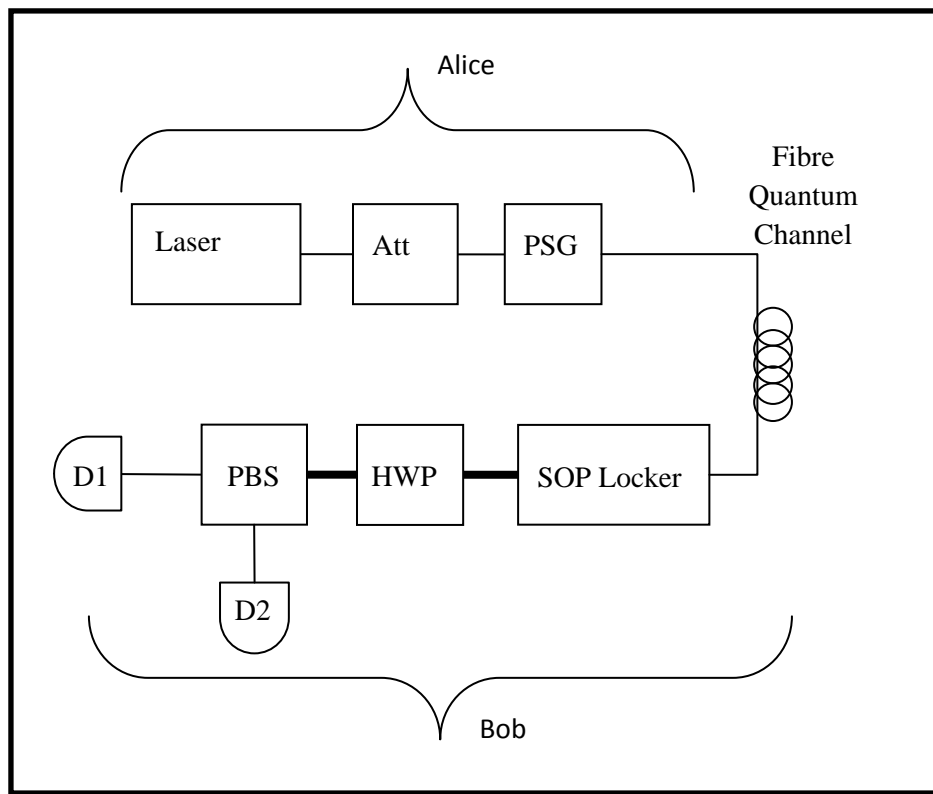 Alice
Fibre
Quantum
Channel
Laser
Att
PSG
D1
PBS
HWP
SOP Locker
D2
Bob